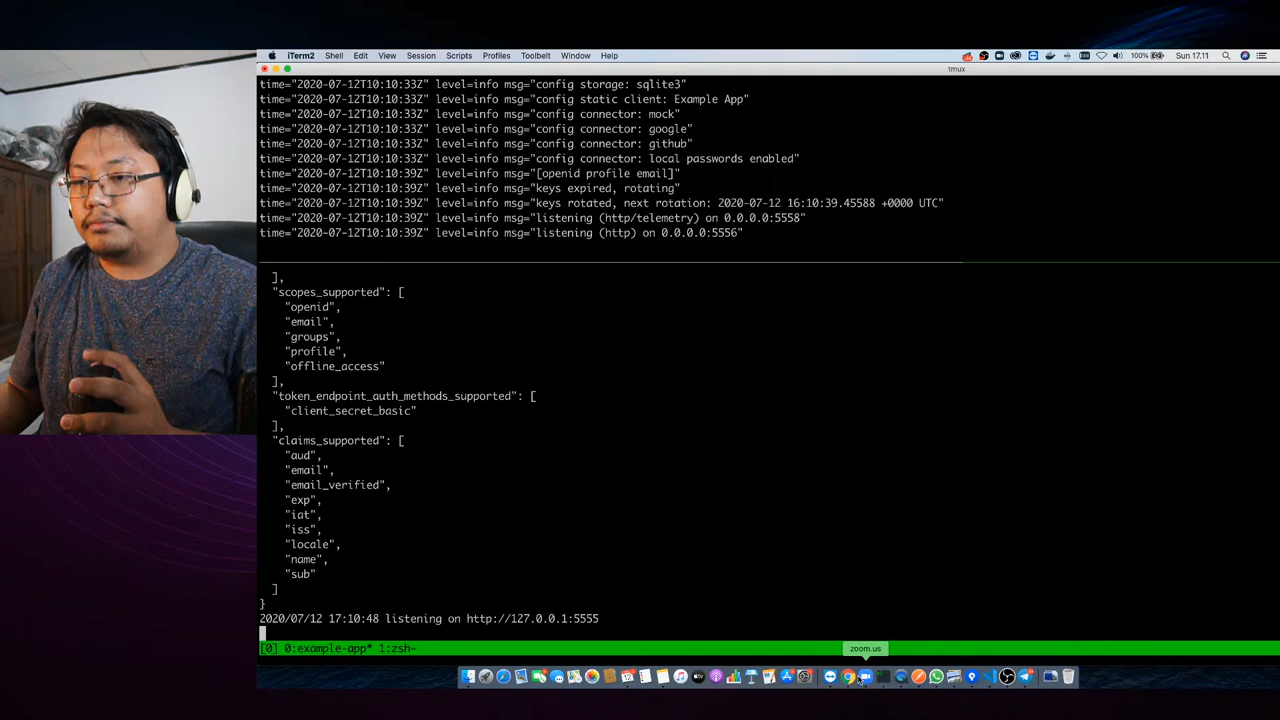 iTerm2 Shell Edit View Session Scripts Profiles Toolbelt Window Help 100% Sun 17.11
tmux
time="2020-07-12T10:10:33Z" level=info msg="config storage: sqlite3"
time="2020-07-12T10:10:33Z" level=info msg="config static client: Example App"
time="2020-07-12T10:10:33Z" level=info msg="config connector: mock"
time="2020-07-12T10:10:33Z" level=info msg="config connector: google"
time="2020-07-12T10:10:33Z" level=info msg="config connector: github"
time="2020-07-12T10:10:33Z" level=info msg="config connector: local passwords enabled"
time="2020-07-12T10:10:39Z" level=info msg="[openid profile email]"
time="2020-07-12T10:10:39Z" level=info msg="keys expired, rotating"
time="2020-07-12T10:10:39Z" level=info msg="keys rotated, next rotation: 2020-07-12 16:10:39.45588 +0000 UTC"
time="2020-07-12T10:10:39Z" level=info msg="listening (http/telemetry) on 0.0.0.0:5558"
time="2020-07-12T10:10:39Z" level=info msg="listening (http) on 0.0.0.0:5556"
],
"scopes_supported": [
"openid",
"email",
"groups",
"profile",
"offline_access"
],
"token_endpoint_auth_methods_supported": [
"client_secret_basic"
],
"claims_supported": [
"aud",
"email",
"email_verified",
"exp",
"iat",
"iss",
"locale",
"name",
"sub"
]
}
2020/07/12 17:10:48 listening on http://127.0.0.1:5555
[0] 0:example-app* 1:zsh-
zoom.us